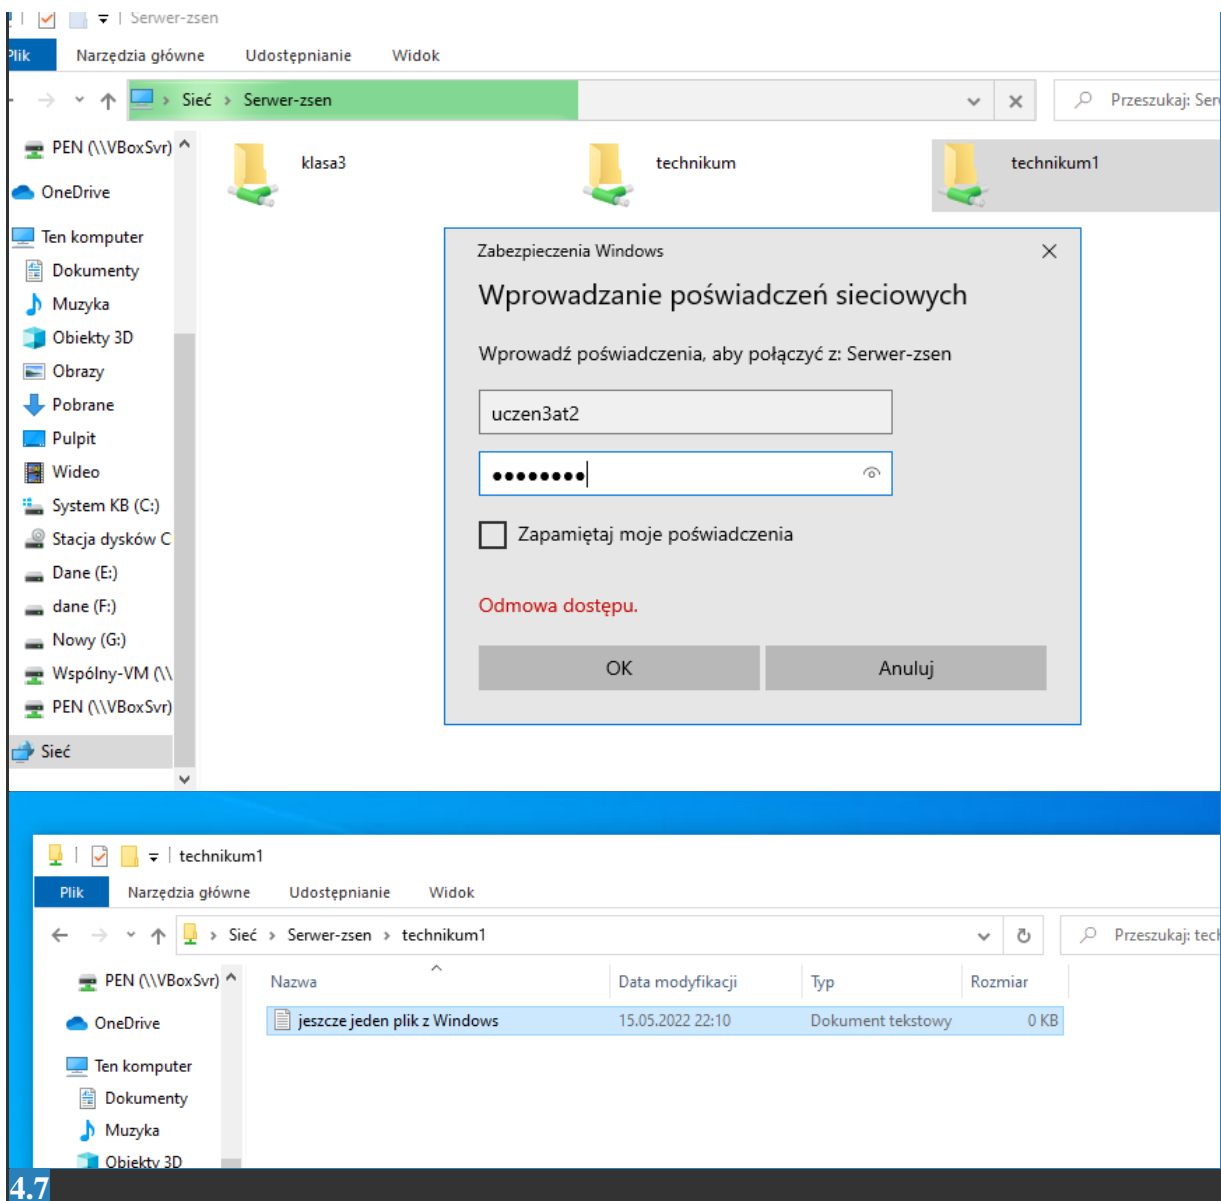 Serwer-zsen
Plik Narzędzia główne Udostępnianie Widok
Sieć Serwer-zsen Przeszukaj: Ser
PEN (\\VBoxSvr)
OneDrive
Ten komputer
Dokumenty
Muzyka
Obiekty 3D
Obrazy
Pobrane
Pulpit
Wideo
System KB (C:)
Stacja dysków C
Dane (E:)
dane (F:)
Nowy (G:)
Wspólny-VM (\\
PEN (\\VBoxSvr)
Sieć
klasa3 technikum technikum1
Zabezpieczenia Windows
Wprowadzanie poświadczeń sieciowych
Wprowadź poświadczenia, aby połączyć z: Serwer-zsen
uczen3at2
●●●●●●●●
Zapamiętaj moje poświadczenia
Odmowa dostępu.
OK Anuluj
technikum1
Plik Narzędzia główne Udostępnianie Widok
Sieć Serwer-zsen technikum1 Przeszukaj: tech
PEN (\\VBoxSvr)
OneDrive
Ten komputer
Dokumenty
Muzyka
Obiekty 3D
Nazwa Data modyfikacji Typ Rozmiar
jeszcze jeden plik z Windows 15.05.2022 22:10 Dokument tekstowy 0 KB
4.7